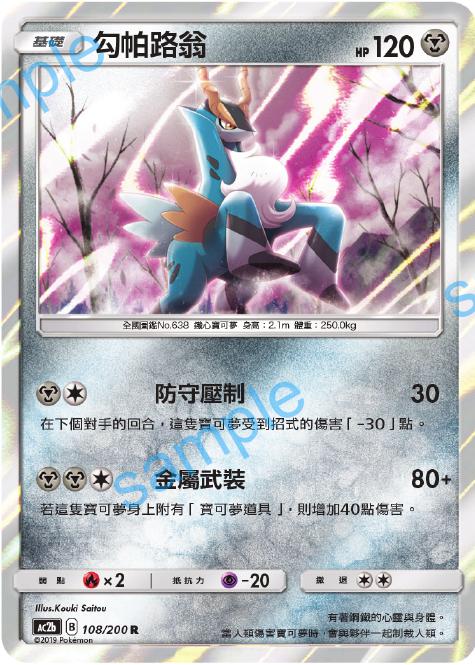 sample
基礎 勾帕路翁 HP 120
全國圖鑑No.638 鐵心寶可夢 身高：2.1m 體重：250.0kg
防守壓制 30
在下個對手的回合，這隻寶可夢受到招式的傷害「-30」點。
sample
金屬武裝 80+
若這隻寶可夢身上附有「寶可夢道具」，則增加40點傷害。
弱點 ×2 抵抗力 -20 撤退
Illus.Kouki Saitou
AC2b B 108/200 R
©2019 Pokémon
有著鋼鐵的心靈與身體。
當人類傷害寶可夢時，會與夥伴一起制裁人類。